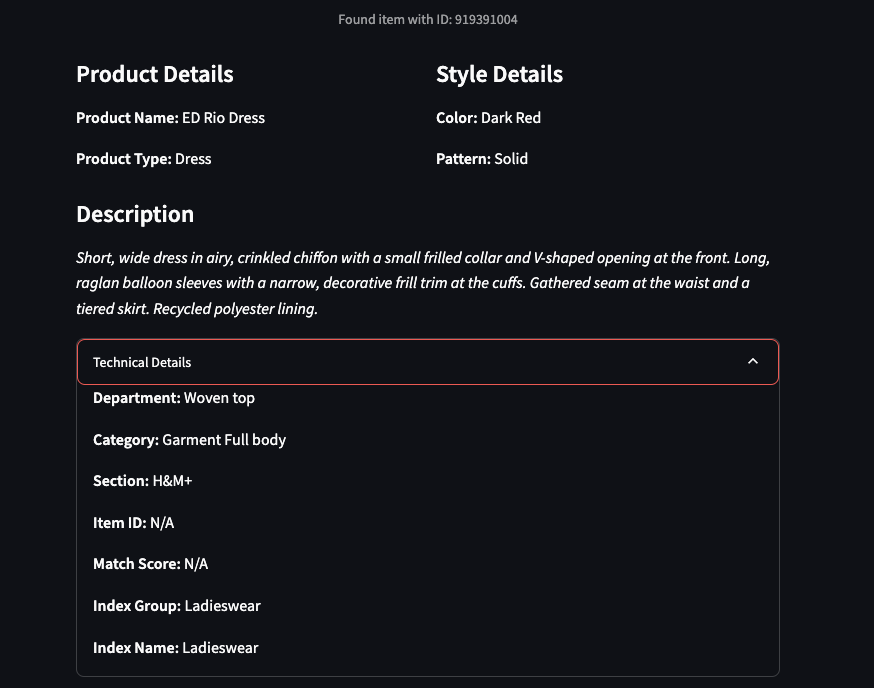 Found item with ID: 919391004
Product Details
Product Name: ED Rio Dress
Product Type: Dress
Style Details
Color: Dark Red
Pattern: Solid
Description
Short, wide dress in airy, crinkled chiffon with a small frilled collar and V-shaped opening at the front. Long,
raglan balloon sleeves with a narrow, decorative frill trim at the cuffs. Gathered seam at the waist and a
tiered skirt. Recycled polyester lining.
Technical Details
Department: Woven top
Category: Garment Full body
Section: H&M+
Item ID: N/A
Match Score: N/A
Index Group: Ladieswear
Index Name: Ladieswear